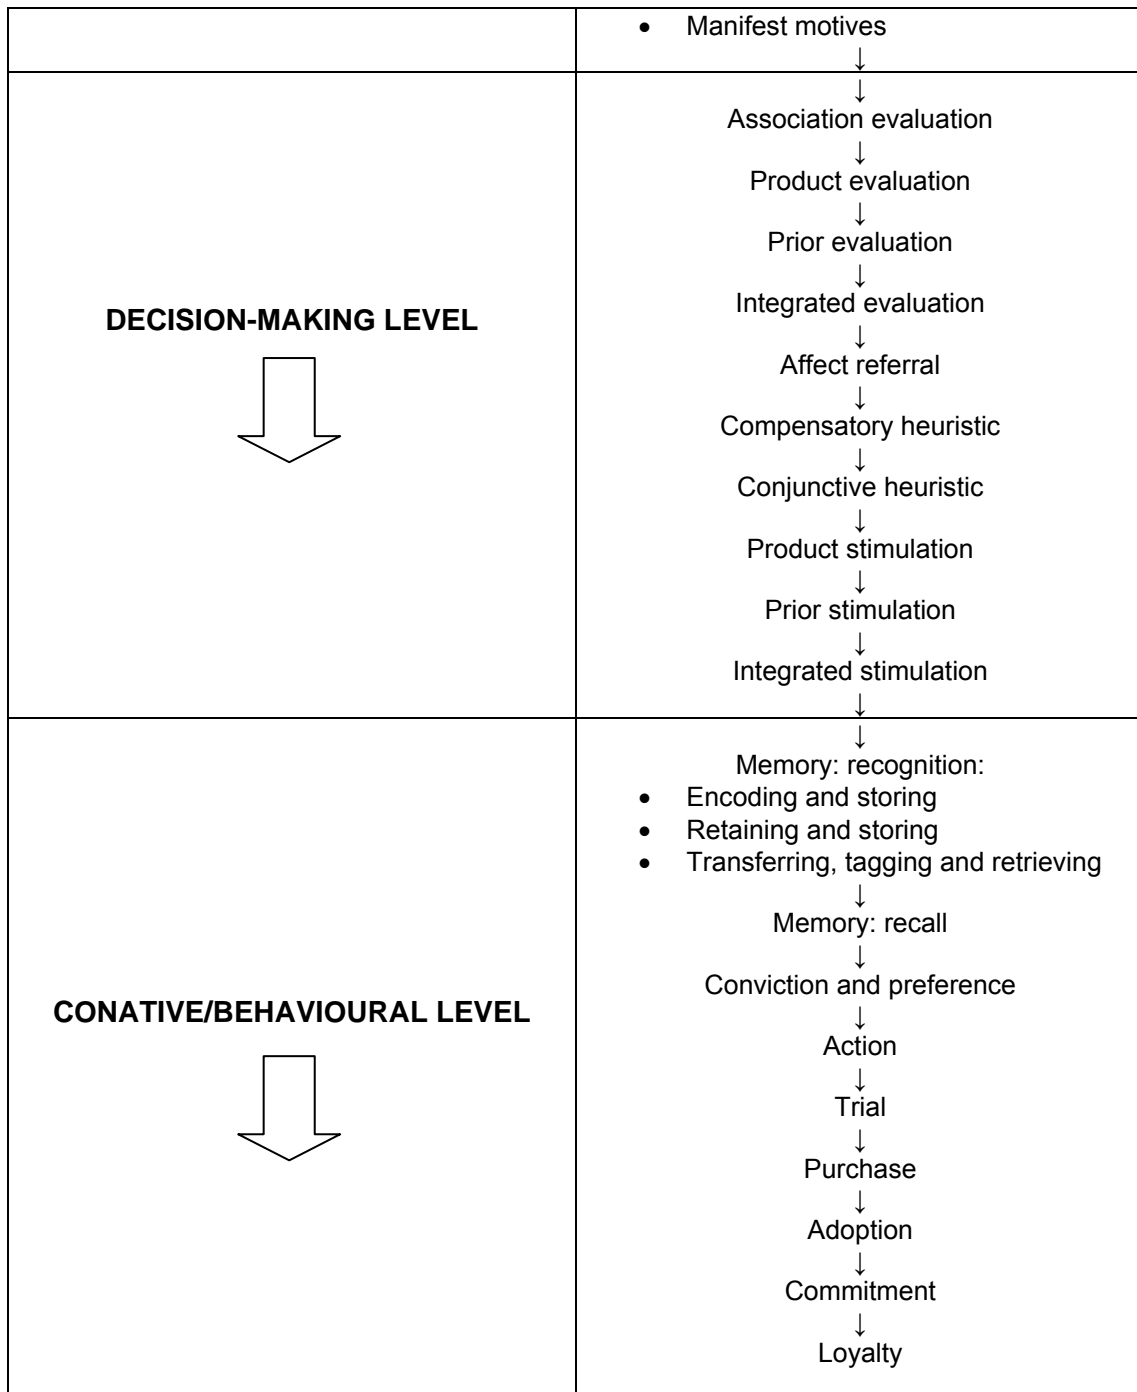 • Manifest motives
↓
↓
Association evaluation
↓
Product evaluation
↓
Prior evaluation
↓
Integrated evaluation
↓
Affect referral
↓
Compensatory heuristic
↓
Conjunctive heuristic
↓
Product stimulation
↓
Prior stimulation
↓
Integrated stimulation
↓
DECISION-MAKING LEVEL
↓
Memory: recognition:
• Encoding and storing
• Retaining and storing
• Transferring, tagging and retrieving
↓
Memory: recall
↓
Conviction and preference
↓
Action
↓
Trial
↓
Purchase
↓
Adoption
↓
Commitment
↓
Loyalty
CONATIVE/BEHAVIOURAL LEVEL